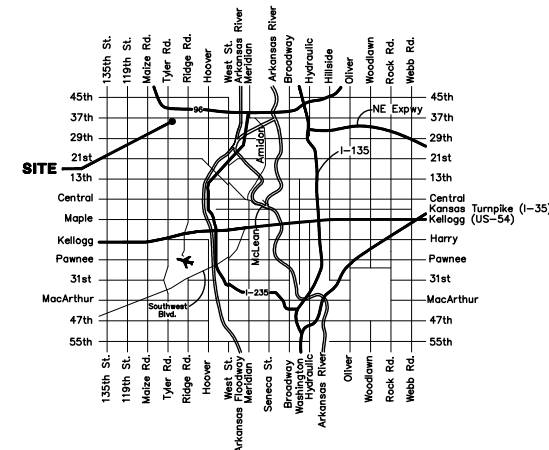 135th St.
119th St.
Maize Rd.
Tyler Rd.
Ridge Rd.
Hoover
West St.
Arkansas River
Meridian
Arkansas River
Broadway
Hydraulic
Hillside
Oliver
Woodlawn
Rock Rd.
Webb Rd.
45th
37th
29th
21st
13th
Central
Maple
Kellogg
Pawnee
31st
MacArthur
47th
55th
SITE
96
Amidon
McLean
I-135
NE Expwy
I-235
Southwest
Blvd.
45th
37th
29th
21st
13th
Central
Kansas Turnpike (I-35)
Kellogg (US-54)
Harry
Pawnee
31st
MacArthur
47th
55th
135th St.
119th St.
Maize Rd.
Tyler Rd.
Ridge Rd.
Hoover
West St.
Arkansas Floodway
Meridian
Seneca St.
Broadway
Washington
Hydraulic
Arkansas River
Oliver
Woodlawn
Rock Rd.
Webb Rd.